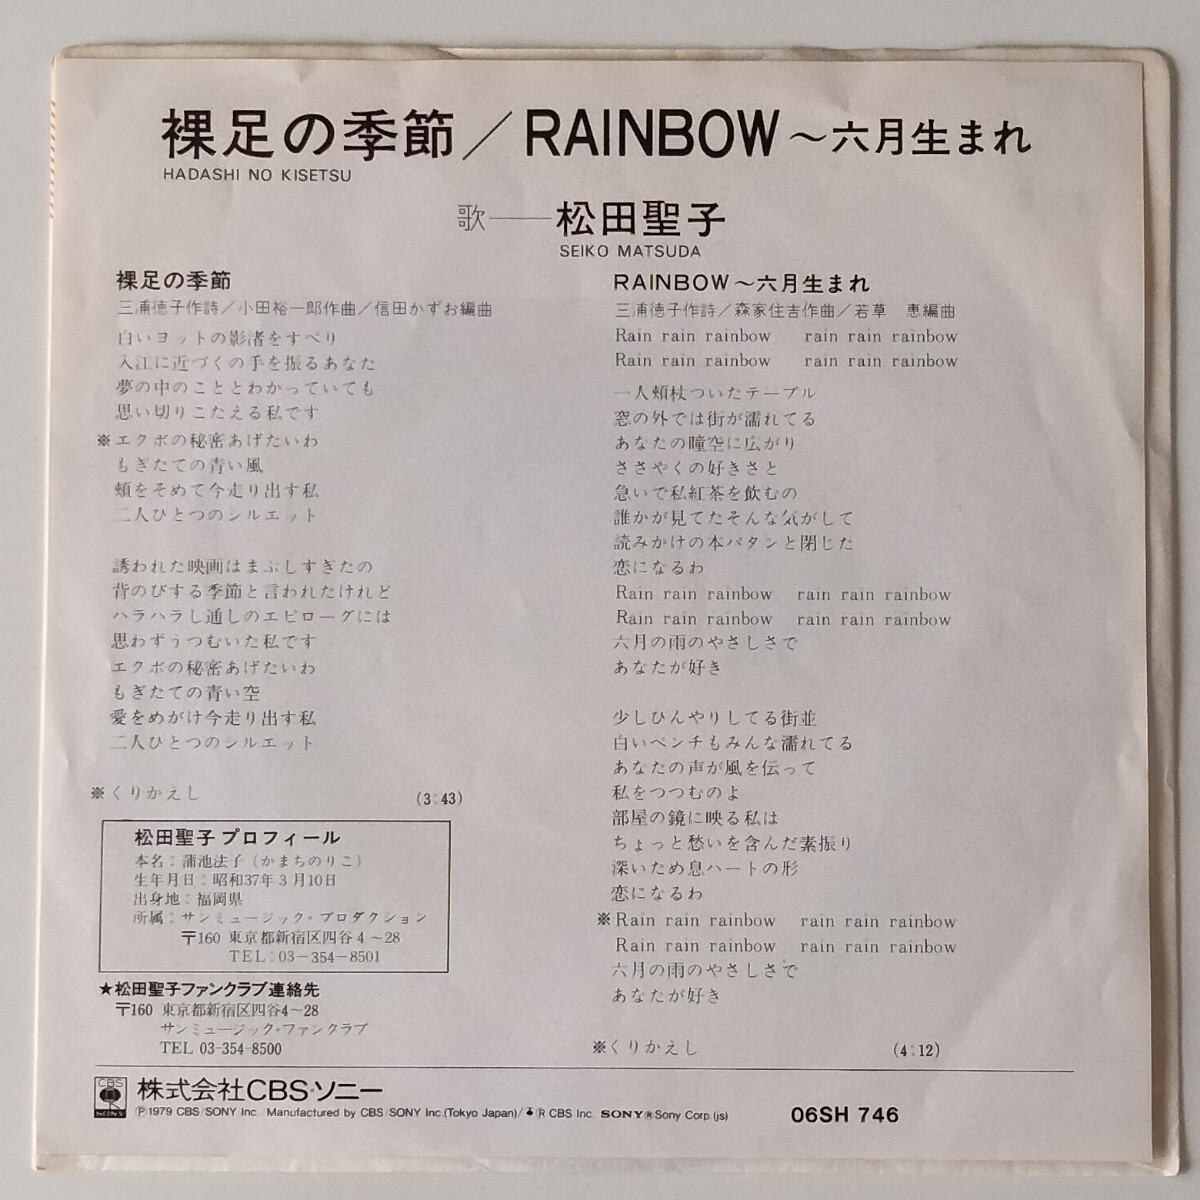 裸足の季節／RAINBOW～六月生まれ
HADASHI NO KISETSU
歌――松田聖子
SEIKO MATSUDA
裸足の季節
三浦徳子作詩／小田裕一郎作曲／信田かずお編曲
白いヨットの影渚をすべり
入江に近づくの手を振るあなた
夢の中のこととわかっていても
思い切りこたえる私です
※エクボの秘密あげたいわ
もぎたての青い風
頬をそめて今走り出す私
二人ひとつのシルエット
誘われた映画はまぶしすぎたの
背のびする季節と言われたけれど
ハラハラし通しのエピローグには
思わずうつむいた私です
エクボの秘密あげたいわ
もぎたての青い空
愛をめがけ今走り出す私
二人ひとつのシルエット
※くりかえし (3:43)
松田聖子 プロフィール
本名：蒲池法子（かまちのりこ）
生年月日：昭和37年3月10日
出身地：福岡県
所属：サンミュージック・プロダクション
〒160 東京都新宿区四谷4～28
TEL：03-354-8501
★松田聖子ファンクラブ連絡先
〒160 東京都新宿区四谷4～28
サンミュージック・ファンクラブ
TEL 03-354-8500
RAINBOW～六月生まれ
三浦徳子作詩／森家住吉作曲／若草 恵編曲
Rain rain rainbow rain rain rainbow
Rain rain rainbow rain rain rainbow
一人頬杖ついたテーブル
窓の外では街が濡れてる
あなたの瞳空に広がり
ささやくの好きさと
急いで私紅茶を飲むの
誰かが見てたそんな気がして
読みかけの本パタンと閉じた
恋になるわ
Rain rain rainbow rain rain rainbow
Rain rain rainbow rain rain rainbow
六月の雨のやさしさで
あなたが好き
少しひんやりしてる街並
白いベンチもみんな濡れてる
あなたの声が風を伝って
私をつつむのよ
部屋の鏡に映る私は
ちょっと愁いを含んだ素振り
深いため息ハートの形
恋になるわ
※Rain rain rainbow rain rain rainbow
Rain rain rainbow rain rain rainbow
六月の雨のやさしさで
あなたが好き
※くりかえし (4:12)
CBS
SONY
株式会社CBS・ソニー
Ⓟ1979 CBS/SONY Inc. Manufactured by CBS/SONY Inc.(Tokyo Japan)/Ⓡ CBS Inc. SONY Ⓡ Sony Corp.(js)
06SH 746